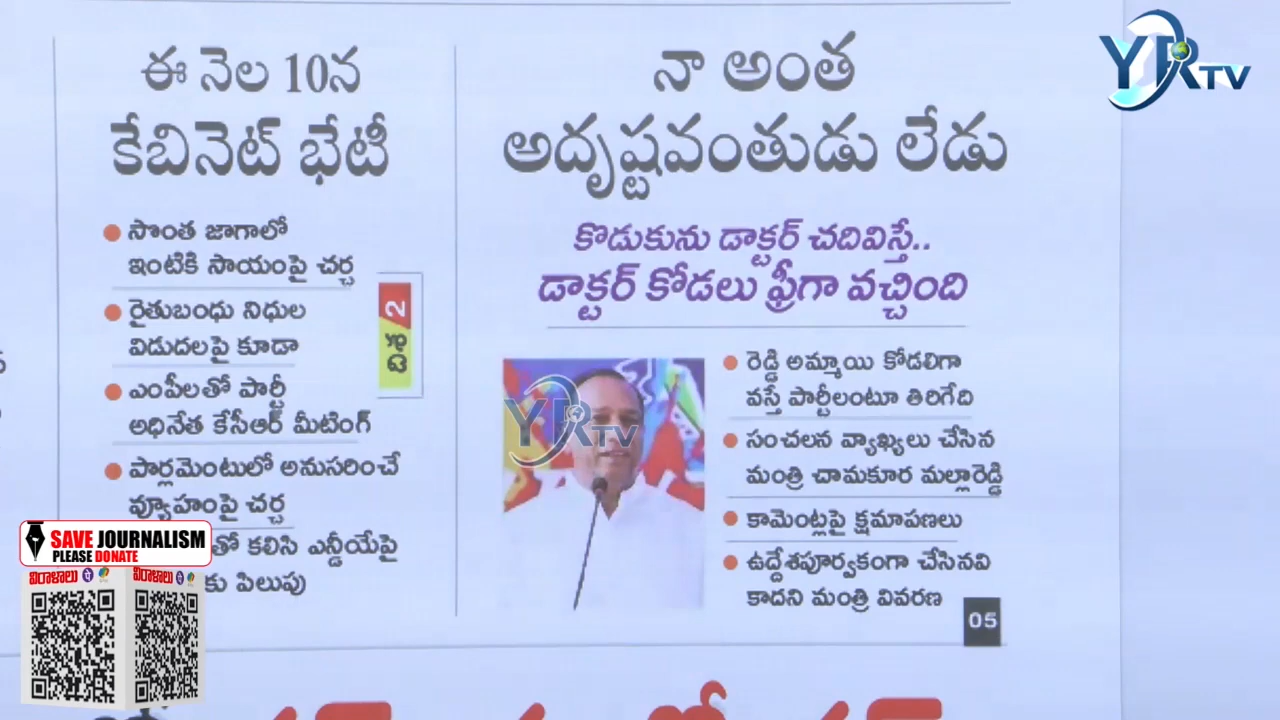 ఈ నెల 10న
కేబినెట్ భేటీ
సొంత జాగాలో
ఇంటికి సాయంపై చర్చ
రైతుబంధు నిధుల
విడుదలపై కూడా
ఎంపీలతో పార్టీ
అధినేత కేసీఆర్ మీటింగ్
పార్లమెంటులో అనుసరించే
వ్యూహంపై చర్చ
తో కలిసి ఎన్డీయేపై
కు పిలుపు
2
నా అంత
అదృష్టవంతుడు లేడు
కొడుకును డాక్టర్ చదివిస్తే..
డాక్టర్ కోడలు ఫ్రీగా వచ్చింది
రెడ్డి అమ్మాయి కోడలిగా
వస్తే పార్టీలంటూ తిరిగేది
సంచలన వ్యాఖ్యలు చేసిన
మంత్రి చామకూర మల్లారెడ్డి
కామెంట్లపై క్షమాపణలు
ఉద్దేశపూర్వకంగా చేసినవి
కాదని మంత్రి వివరణ
05
YRTV
YRTV
SAVE JOURNALISM
PLEASE DONATE
విరాళాలు
విరాళాలు